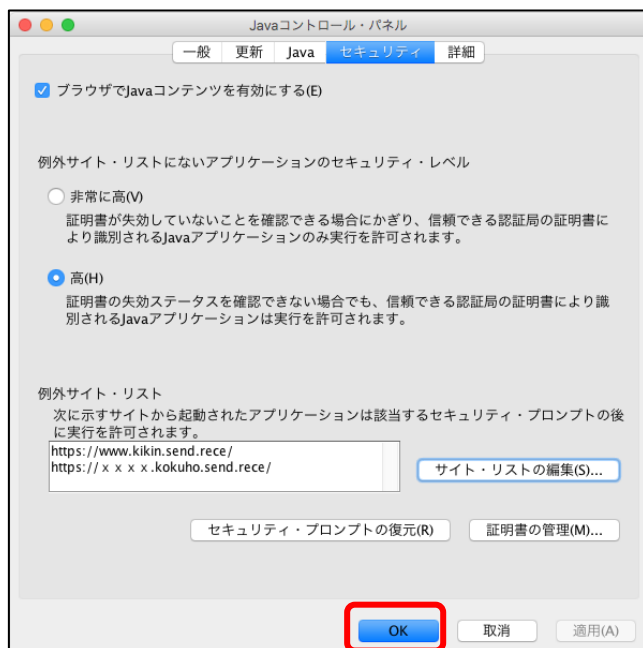 Javaコントロール・パネル
一般 更新 Java セキュリティ 詳細
ブラウザでJavaコンテンツを有効にする(E)
例外サイト・リストにないアプリケーションのセキュリティ・レベル
非常に高(V)
証明書が失効していないことを確認できる場合にかぎり、信頼できる認証局の証明書に
より識別されるJavaアプリケーションのみ実行を許可されます。
高(H)
証明書の失効ステータスを確認できない場合でも、信頼できる認証局の証明書により識
別されるJavaアプリケーションは実行を許可されます。
例外サイト・リスト
次に示すサイトから起動されたアプリケーションは該当するセキュリティ・プロンプトの後
に実行を許可されます。
https://www.kikin.send.rece/
https://ｘｘｘｘ.kokuho.send.rece/
サイト・リストの編集(S)...
セキュリティ・プロンプトの復元(R) 証明書の管理(M)...
OK 取消 適用(A)